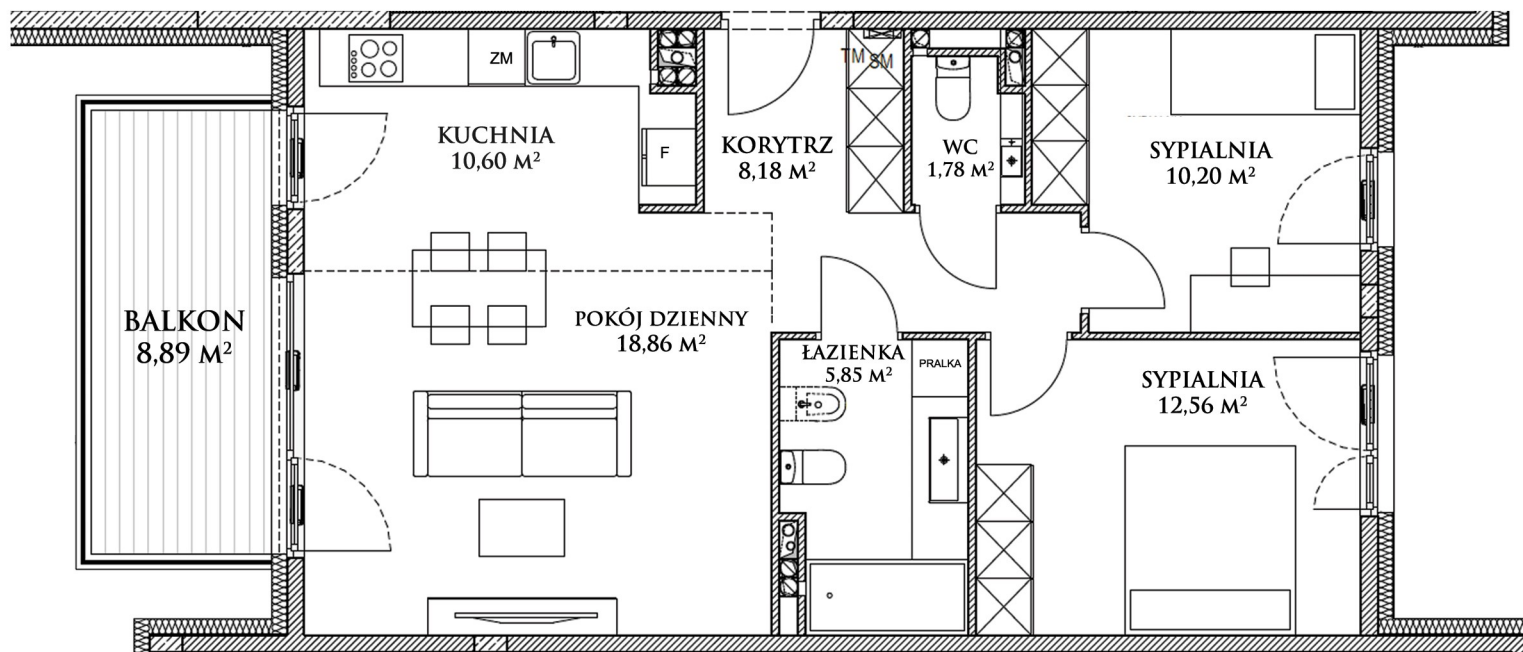 ZM
KUCHNIA
10,60 M²
F
KORYTRZ
8,18 M²
TM SM
WC
1,78 M²
SYPIALNIA
10,20 M²
BALKON
8,89 M²
POKÓJ DZIENNY
18,86 M²
ŁAZIENKA
5,85 M²
PRALKA
SYPIALNIA
12,56 M²